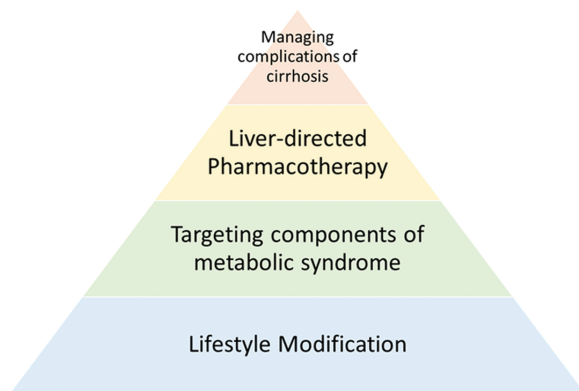 Managing
complications of
cirrhosis
Liver-directed
Pharmacotherapy
Targeting components of
metabolic syndrome
Lifestyle Modification